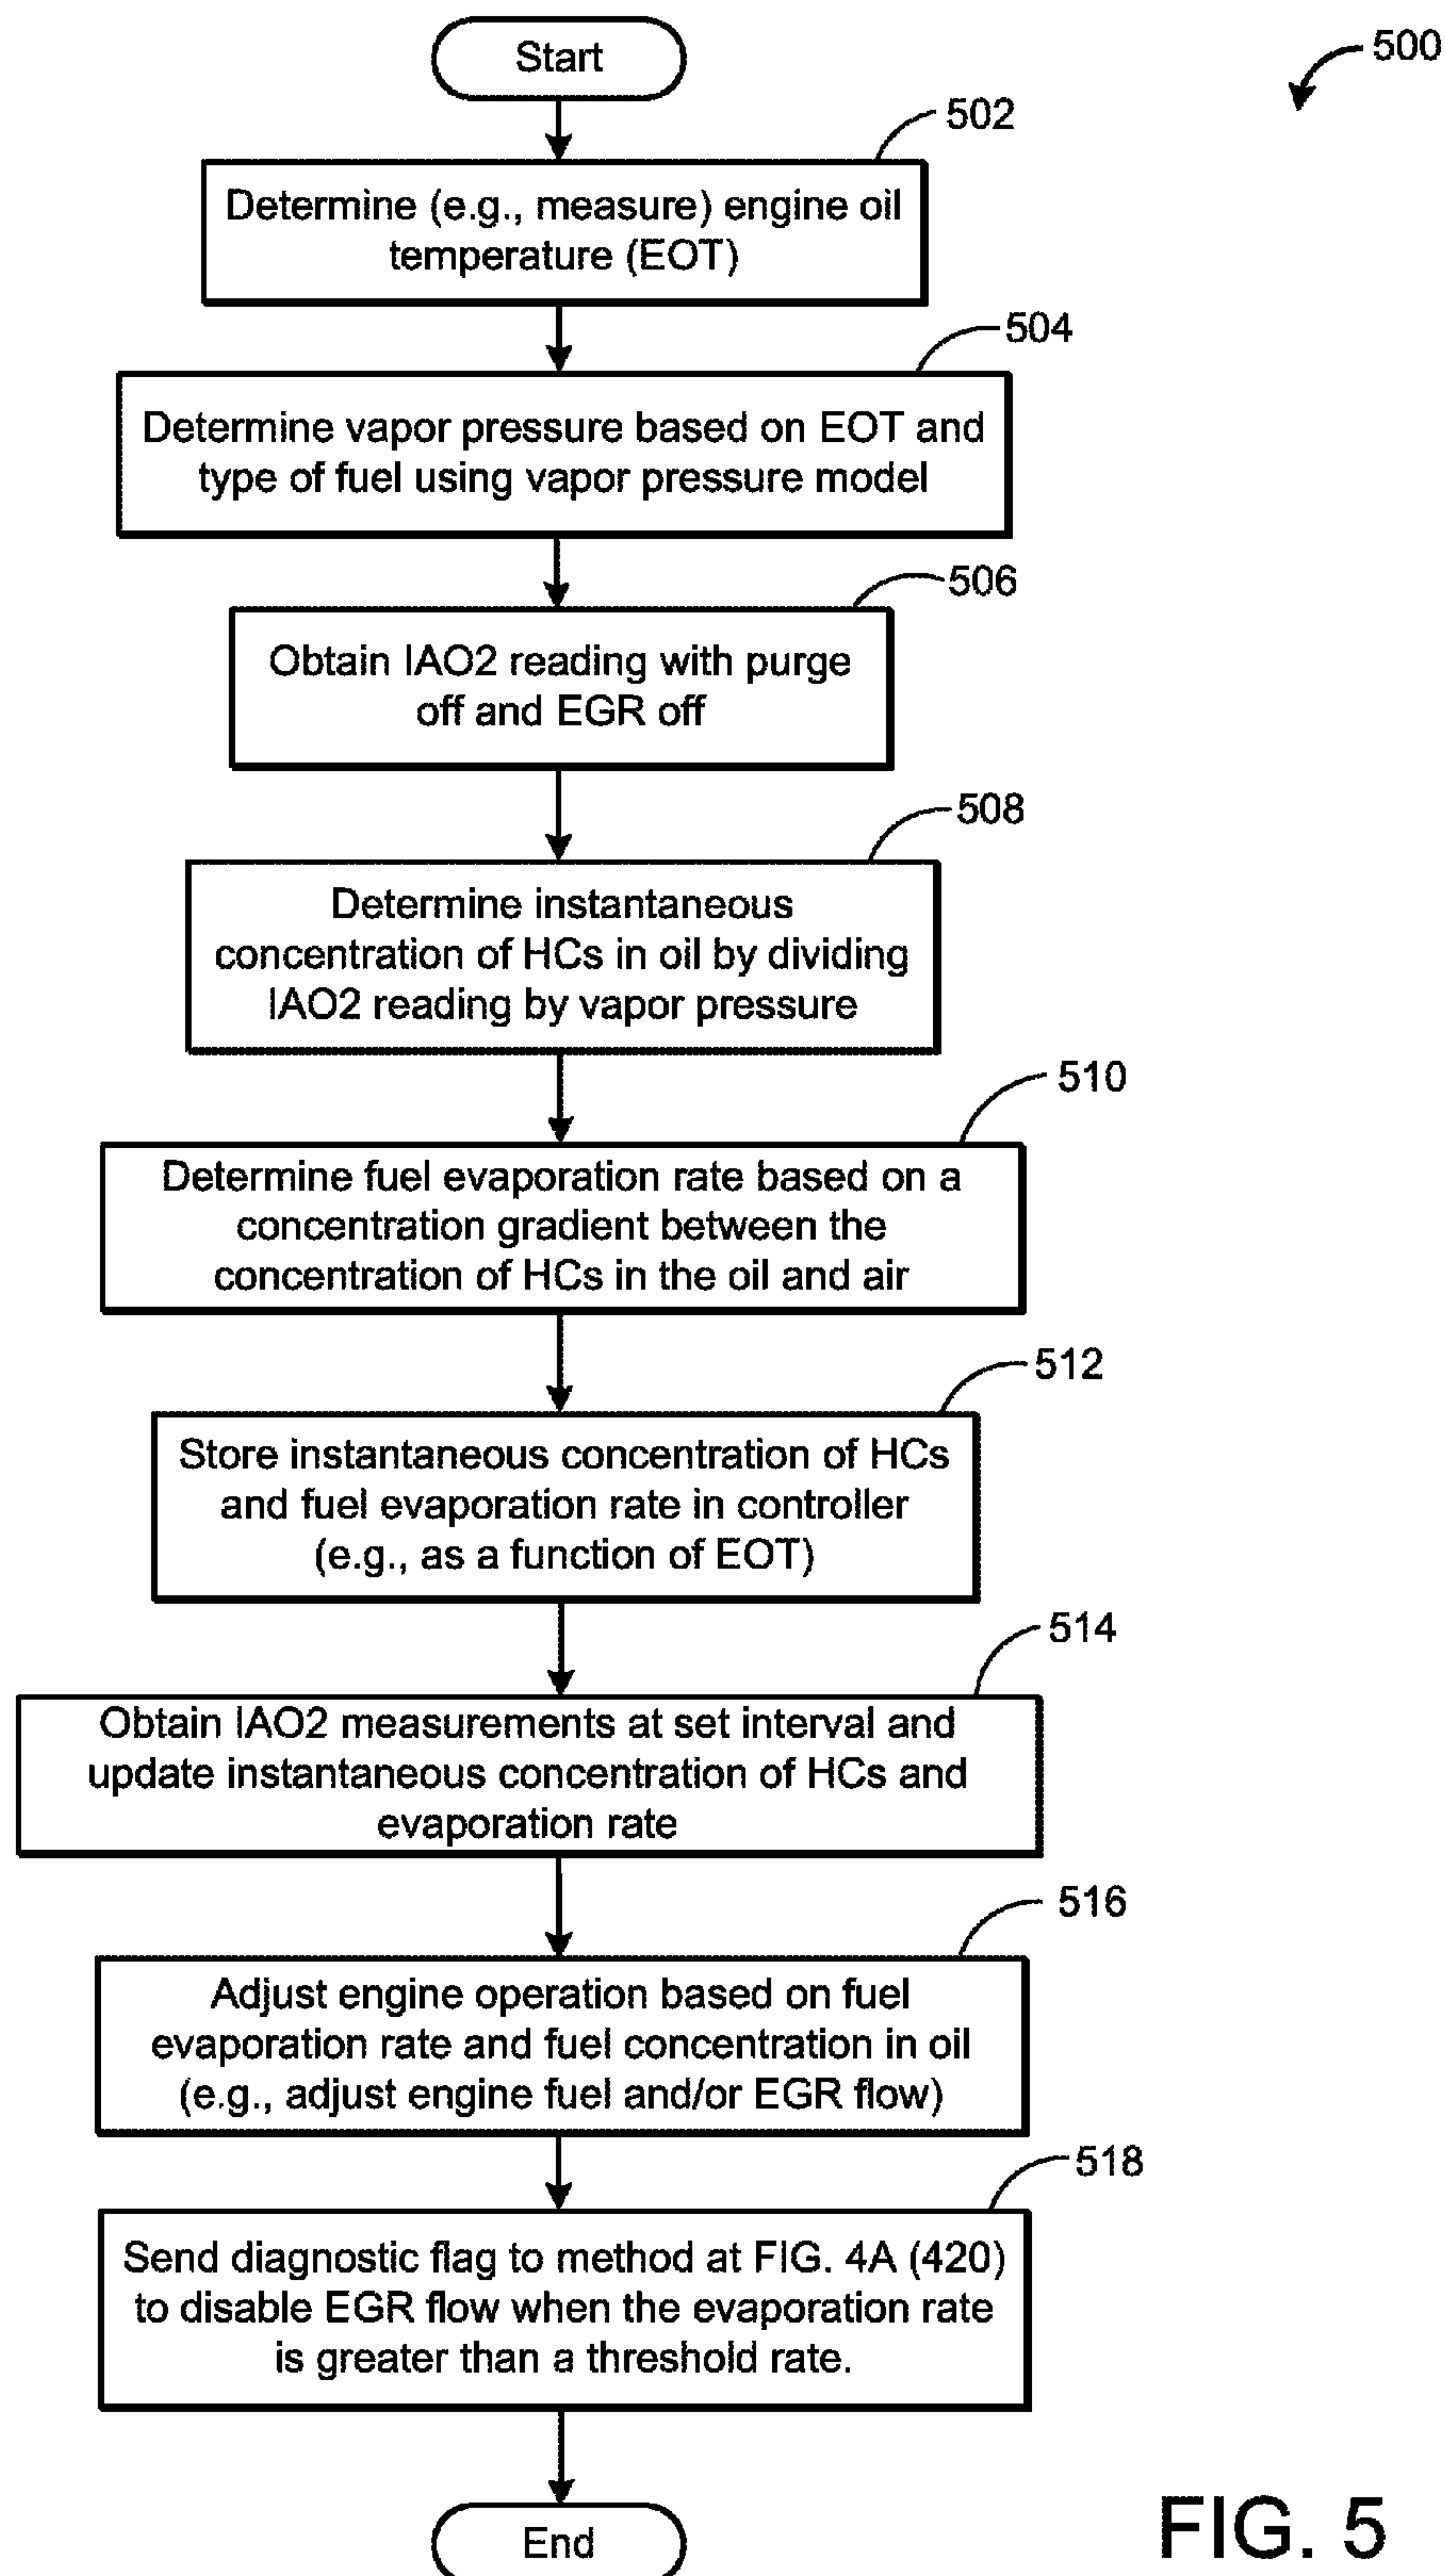 Start
500
502
Determine (e.g., measure) engine oil
temperature (EOT)
504
Determine vapor pressure based on EOT and
type of fuel using vapor pressure model
506
Obtain IAO2 reading with purge
off and EGR off
508
Determine instantaneous
concentration of HCs in oil by dividing
IAO2 reading by vapor pressure
510
Determine fuel evaporation rate based on a
concentration gradient between the
concentration of HCs in the oil and air
512
Store instantaneous concentration of HCs
and fuel evaporation rate in controller
(e.g., as a function of EOT)
514
Obtain IAO2 measurements at set interval and
update instantaneous concentration of HCs and
evaporation rate
516
Adjust engine operation based on fuel
evaporation rate and fuel concentration in oil
(e.g., adjust engine fuel and/or EGR flow)
518
Send diagnostic flag to method at FIG. 4A (420)
to disable EGR flow when the evaporation rate
is greater than a threshold rate.
End
FIG. 5